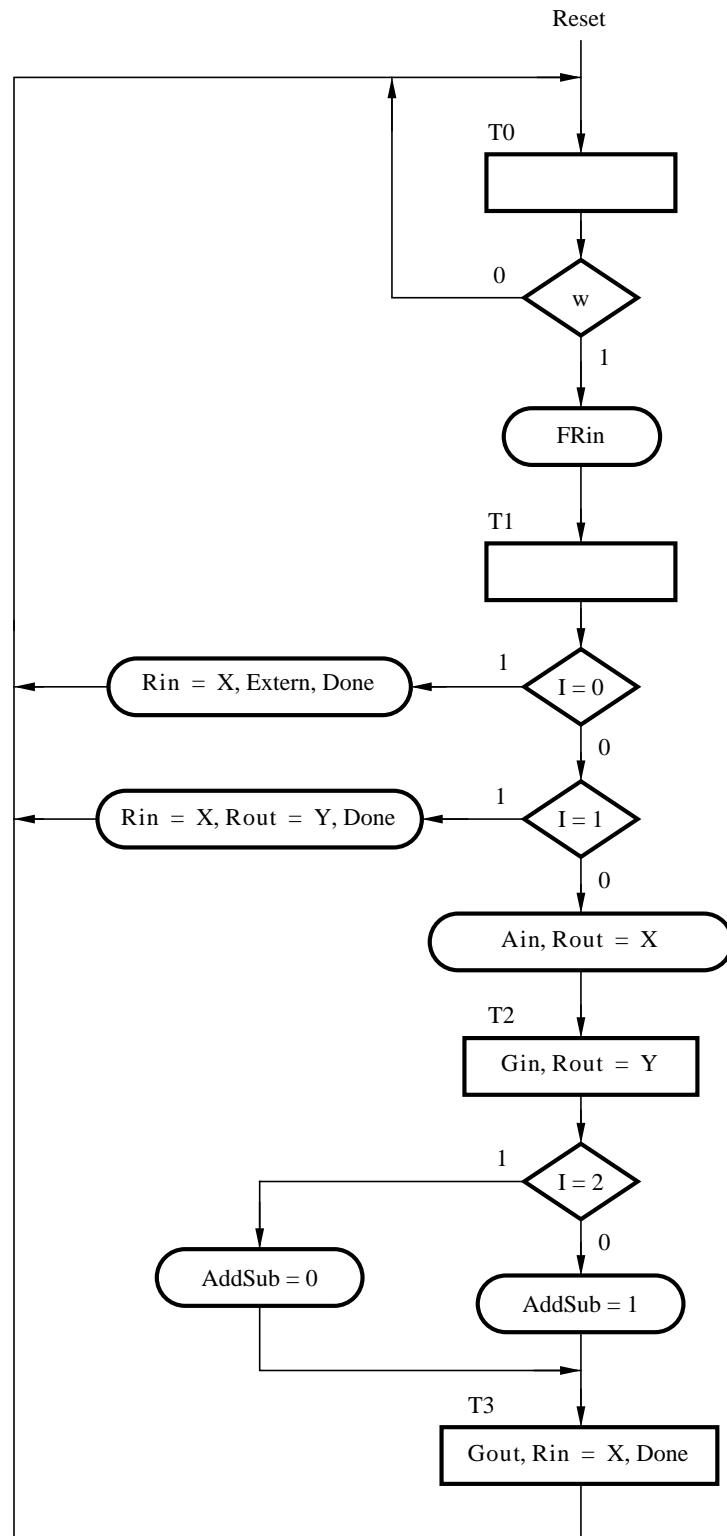 Reset
T0
0
w
1
FRin
T1
1
Rin = X, Extern, Done
I = 0
0
1
Rin = X, Rout = Y, Done
I = 1
0
Ain, Rout = X
T2
Gin, Rout = Y
1
I = 2
0
AddSub = 0
AddSub = 1
T3
Gout, Rin = X, Done